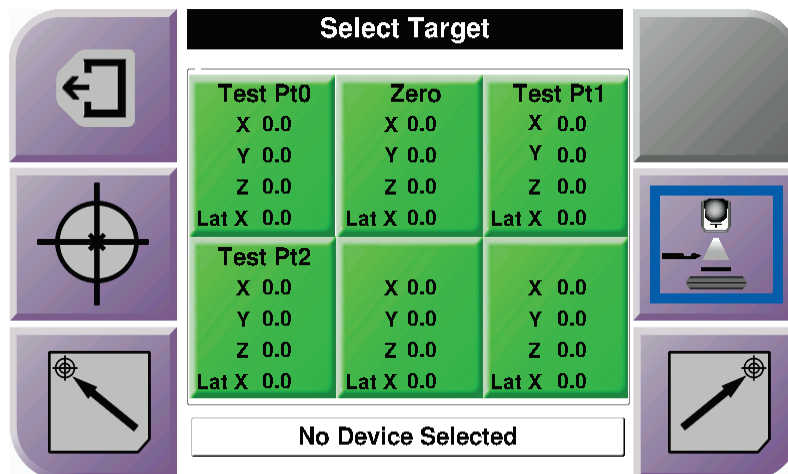 Select Target
Test Pt0 Zero Test Pt1
X 0.0 X 0.0 X 0.0
Y 0.0 Y 0.0 Y 0.0
Z 0.0 Z 0.0 Z 0.0
Lat X 0.0 Lat X 0.0 Lat X 0.0
Test Pt2
X 0.0 X 0.0 X 0.0
Y 0.0 Y 0.0 Y 0.0
Z 0.0 Z 0.0 Z 0.0
Lat X 0.0 Lat X 0.0 Lat X 0.0
No Device Selected